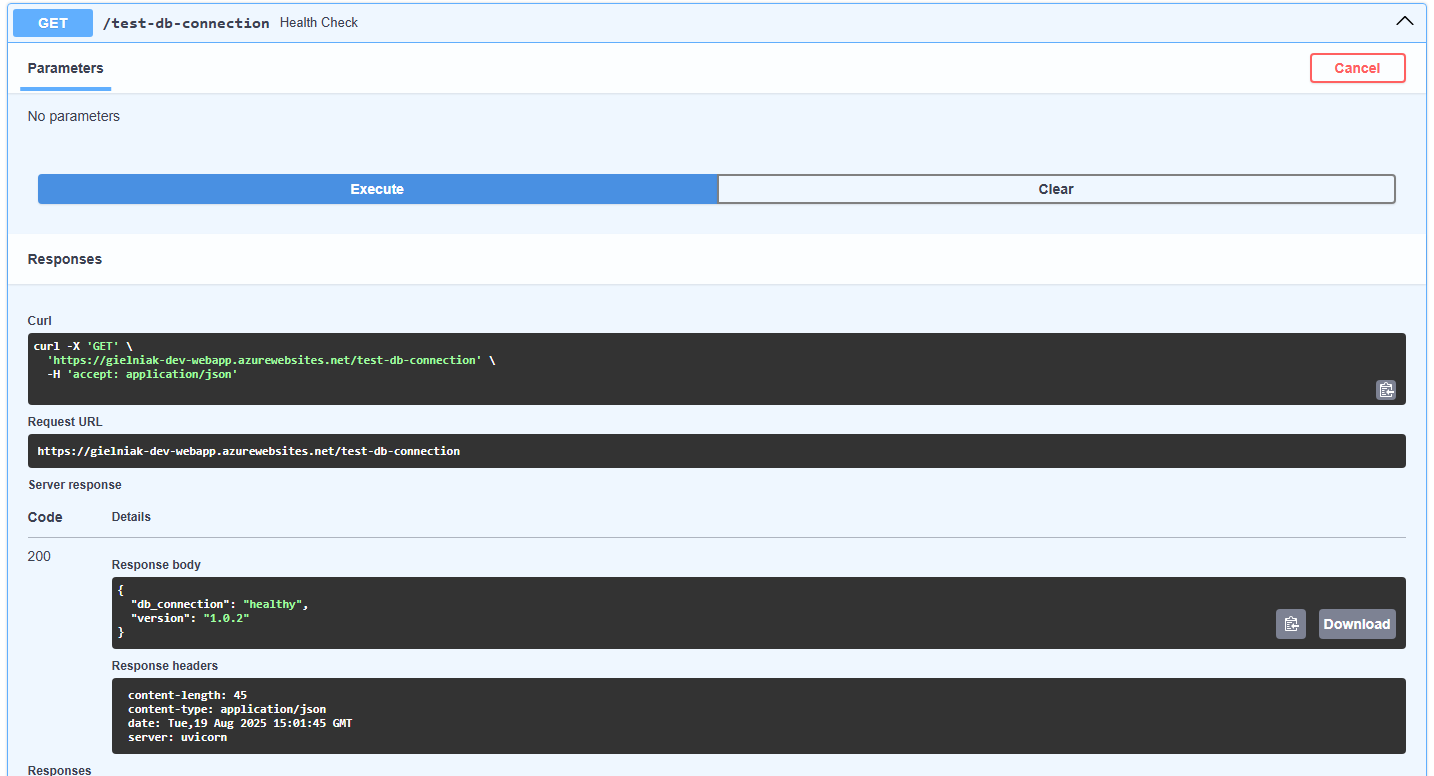 GET /test-db-connection Health Check
Parameters
Cancel
No parameters
Execute
Clear
Responses
Curl
curl -X 'GET' \
  'https://gielniak-dev-webapp.azurewebsites.net/test-db-connection' \
  -H 'accept: application/json'
Request URL
https://gielniak-dev-webapp.azurewebsites.net/test-db-connection
Server response
Code Details
200
Response body
{
  "db_connection": "healthy",
  "version": "1.0.2"
}
Download
Response headers
content-length: 45
content-type: application/json
date: Tue,19 Aug 2025 15:01:45 GMT
server: uvicorn
Responses